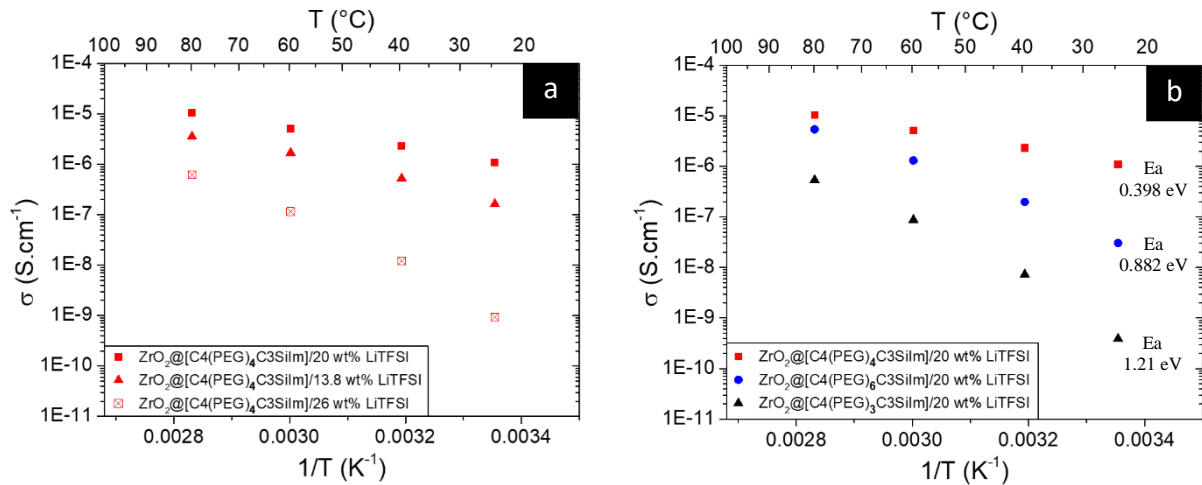 T (°C)
100 90 80 70 60 50 40 30 20
1E-4
1E-5
1E-6
1E-7
1E-8
1E-9
1E-10
1E-11
σ (S.cm⁻¹)
a
ZrO₂@[C4(PEG)₄C3SiIm]/20 wt% LiTFSI
ZrO₂@[C4(PEG)₄C3SiIm]/13.8 wt% LiTFSI
ZrO₂@[C4(PEG)₄C3SiIm]/26 wt% LiTFSI
0.0028 0.0030 0.0032 0.0034
1/T (K⁻¹)
T (°C)
100 90 80 70 60 50 40 30 20
1E-4
1E-5
1E-6
1E-7
1E-8
1E-9
1E-10
1E-11
σ (S.cm⁻¹)
b
Ea
0.398 eV
Ea
0.882 eV
Ea
1.21 eV
ZrO₂@[C4(PEG)₄C3SiIm]/20 wt% LiTFSI
ZrO₂@[C4(PEG)₆C3SiIm]/20 wt% LiTFSI
ZrO₂@[C4(PEG)₃C3SiIm]/20 wt% LiTFSI
0.0028 0.0030 0.0032 0.0034
1/T (K⁻¹)